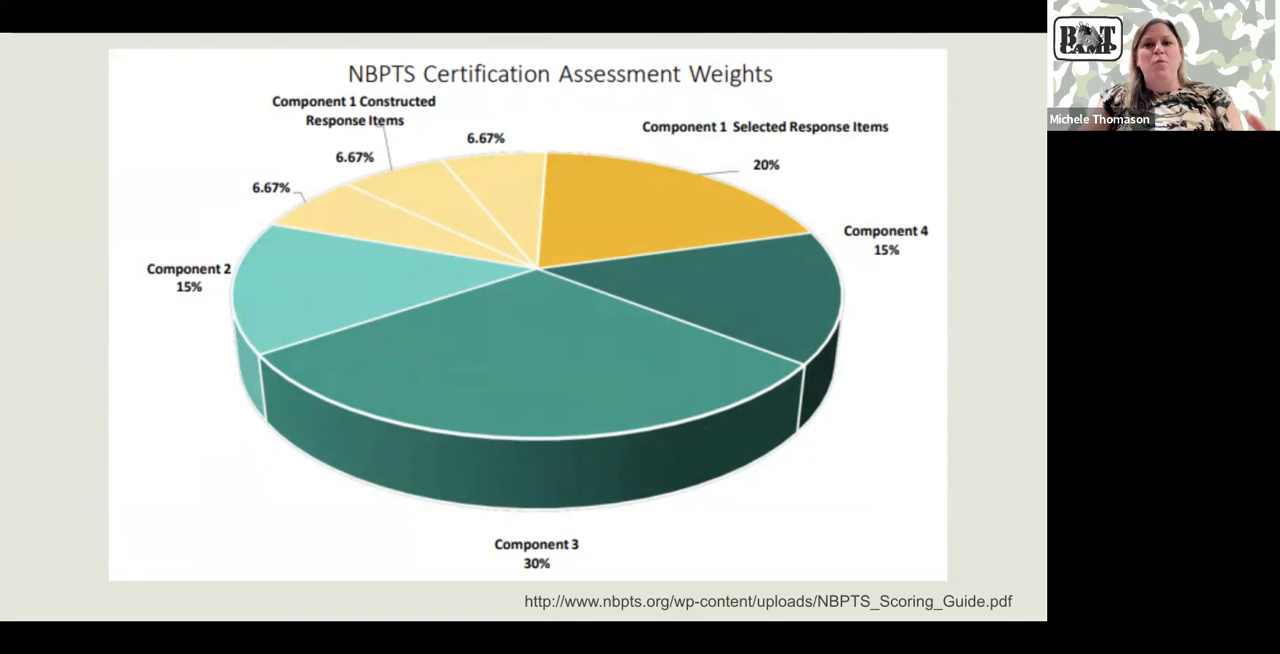 NBPTS Certification Assessment Weights
Component 1 Constructed
Response Items
6.67%
6.67%
6.67%
Component 1 Selected Response Items
20%
Component 4
15%
Component 2
15%
Component 3
30%
http://www.nbpts.org/wp-content/uploads/NBPTS_Scoring_Guide.pdf
BOOT
CAMP
Michele Thomason